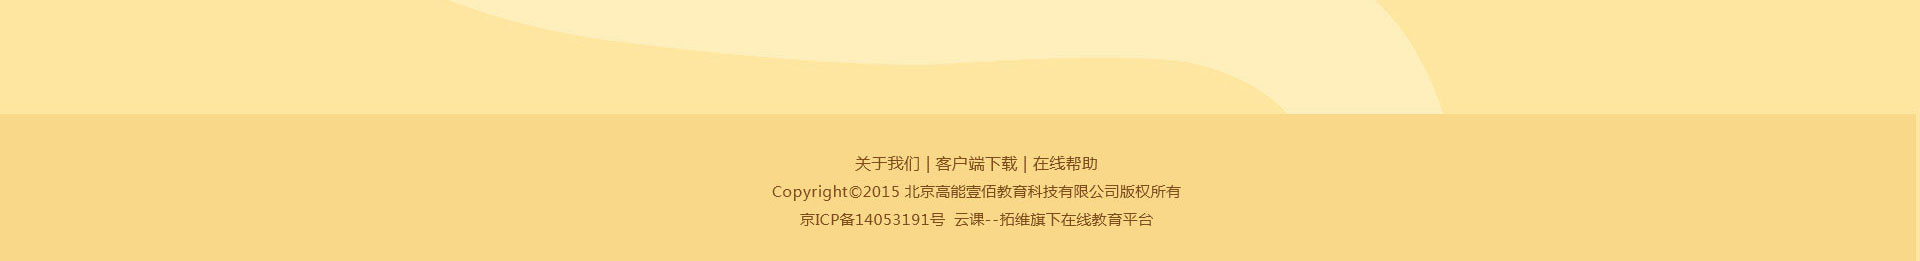 关于我们 | 客户端下载 | 在线帮助
Copyright©2015 北京高能壹佰教育科技有限公司版权所有
京ICP备14053191号 云课--拓维旗下在线教育平台